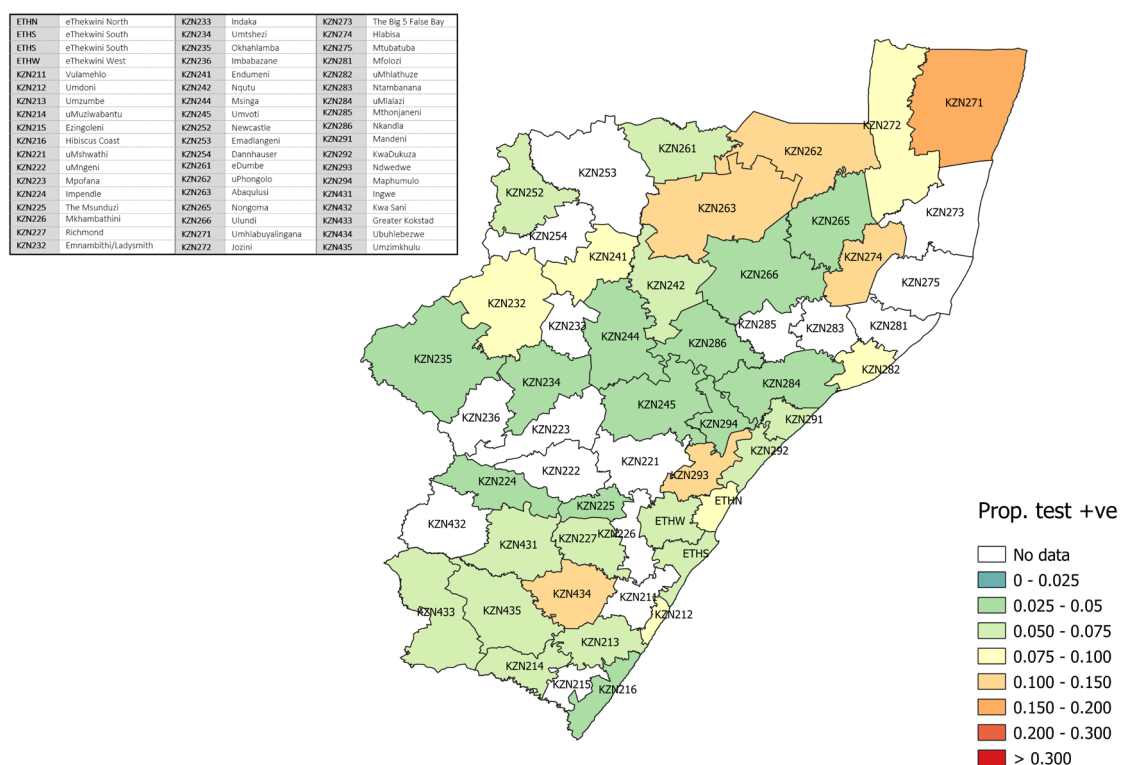 ETHN eThekwini North KZN233 Indaka KZN273 The Big 5 False Bay
ETHS eThekwini South KZN234 Umtshezi KZN274 Hlabisa
ETHS eThekwini South KZN235 Okhahlamba KZN275 Mtubatuba
ETHW eThekwini West KZN236 Imbabazane KZN281 Mfolozi
KZN211 Vulamehlo KZN241 Endumeni KZN282 uMhlathuze
KZN212 Umdoni KZN242 Nqutu KZN283 Ntambanana
KZN213 Umzumbe KZN244 Msinga KZN284 uMlalazi
KZN214 uMuziwabantu KZN245 Umvoti KZN285 Mthonjaneni
KZN215 Ezingoleni KZN252 Newcastle KZN286 Nkandla
KZN216 Hibiscus Coast KZN253 Emadlangeni KZN291 Mandeni
KZN221 uMshwathi KZN254 Dannhauser KZN292 KwaDukuza
KZN222 uMngeni KZN261 eDumbe KZN293 Ndwedwe
KZN223 Mpofana KZN262 uPhongolo KZN294 Maphumulo
KZN224 Impendle KZN263 Abaqulusi KZN431 Ingwe
KZN225 The Msunduzi KZN265 Nongoma KZN432 Kwa Sani
KZN226 Mkhambathini KZN266 Ulundi KZN433 Greater Kokstad
KZN227 Richmond KZN271 Umhlabuyalingana KZN434 Ubuhlebezwe
KZN232 Emnambithi/Ladysmith KZN272 Jozini KZN435 Umzimkhulu
KZN271
KZN272
KZN261
KZN262
KZN253
KZN252
KZN263
KZN273
KZN265
KZN254
KZN241
KZN274
KZN266
KZN275
KZN242
KZN232
KZN233
KZN285
KZN283
KZN281
KZN244
KZN286
KZN235
KZN282
KZN234
KZN284
KZN245
KZN236
KZN291
KZN294
KZN223
KZN292
KZN221
KZN222
KZN293
KZN224
ETHN
KZN225
ETHW
KZN432
KZN226
KZN227
KZN431
ETHS
KZN434
KZN211
KZN433
KZN435
KZN212
KZN213
KZN214
KZN215
KZN216
Prop. test +ve
No data
0 - 0.025
0.025 - 0.05
0.050 - 0.075
0.075 - 0.100
0.100 - 0.150
0.150 - 0.200
0.200 - 0.300
> 0.300